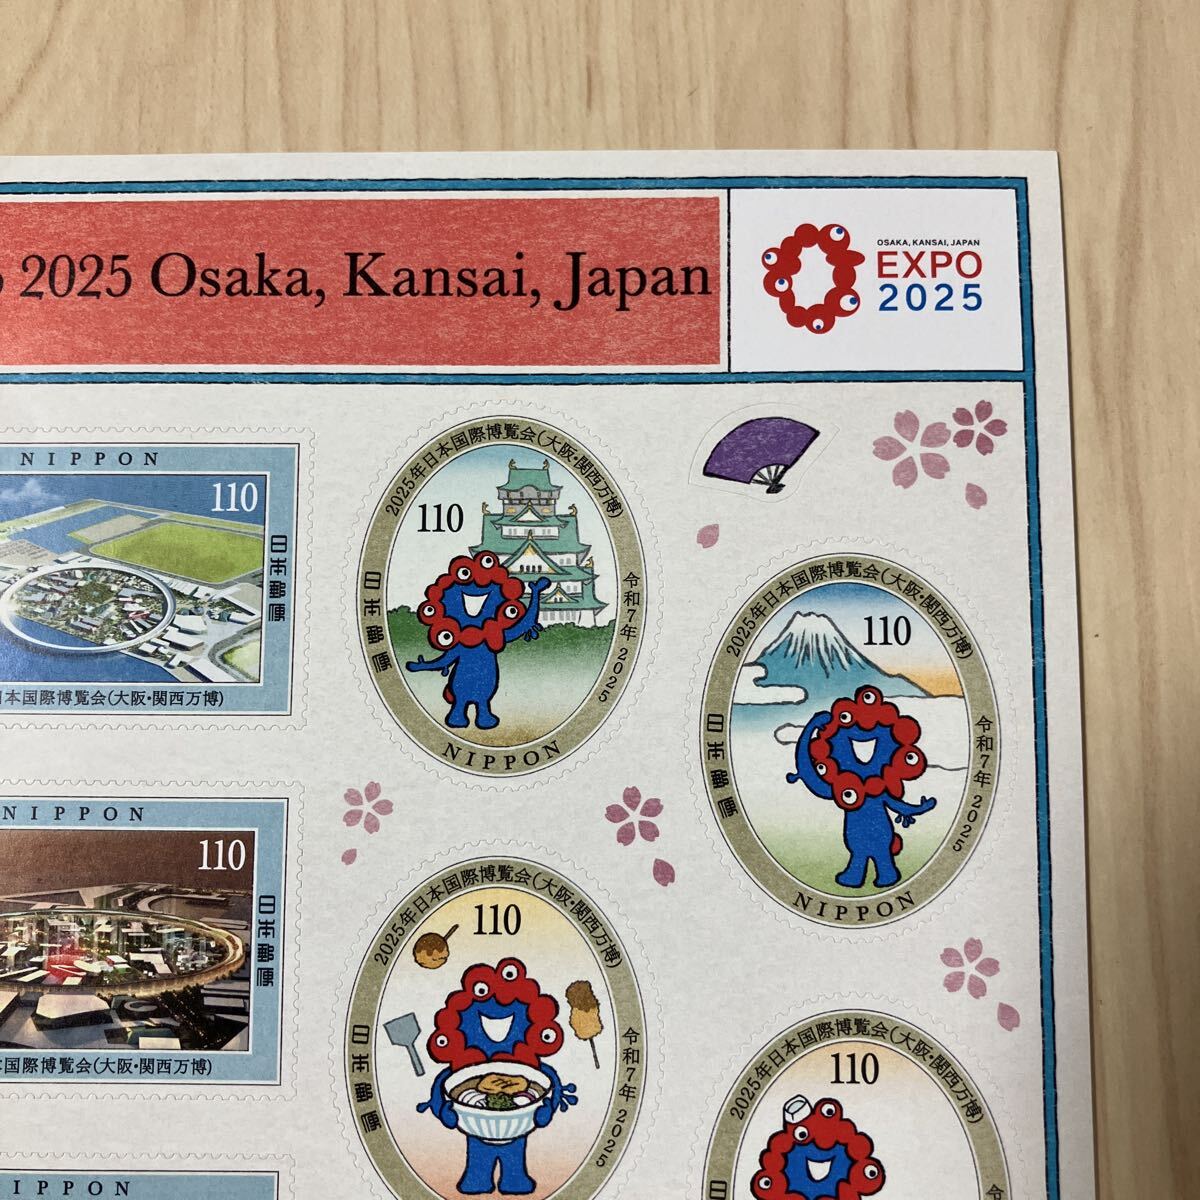 2025 Osaka, Kansai, Japan
OSAKA, KANSAI, JAPAN
EXPO
2025
NIPPON
110
日本郵便
本国際博覧会(大阪・関西万博)
2025年日本国際博覧会(大阪・関西万博)
110
日本郵便
令和7年 2025
NIPPON
2025年日本国際博覧会(大阪・関西万博)
110
日本郵便
令和7年 2025
NIPPON
NIPPON
110
日本郵便
国際博覧会(大阪・関西万博)
2025年日本国際博覧会(大阪・関西万博)
110
日本郵便
令和7年 2025
2025年日本国際博覧会(大阪・関西万博)
110
日
令和7年
NIPPON